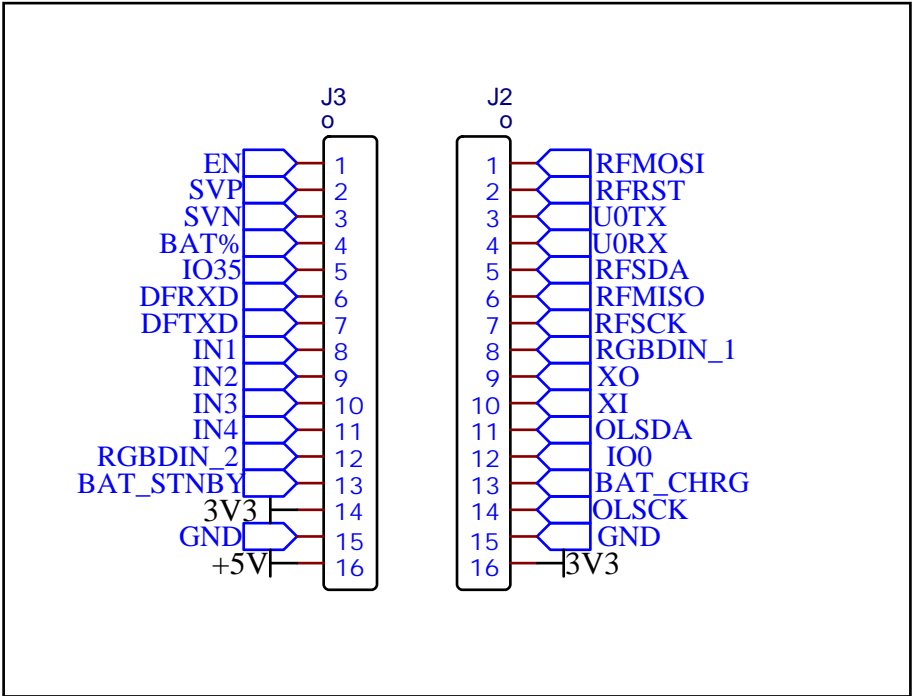 J3 J2
o o
EN 1 1 RFMOSI
SVP 2 2 RFRST
SVN 3 3 U0TX
BAT% 4 4 U0RX
IO35 5 5 RFSDA
DFRXD 6 6 RFMISO
DFTXD 7 7 RFSCK
IN1 8 8 RGBDIN_1
IN2 9 9 XO
IN3 10 10 XI
IN4 11 11 OLSDA
RGBDIN_2 12 12 IO0
BAT_STNBY 13 13 BAT_CHRG
3V3 14 14 OLSCK
GND 15 15 GND
+5V 16 16 3V3